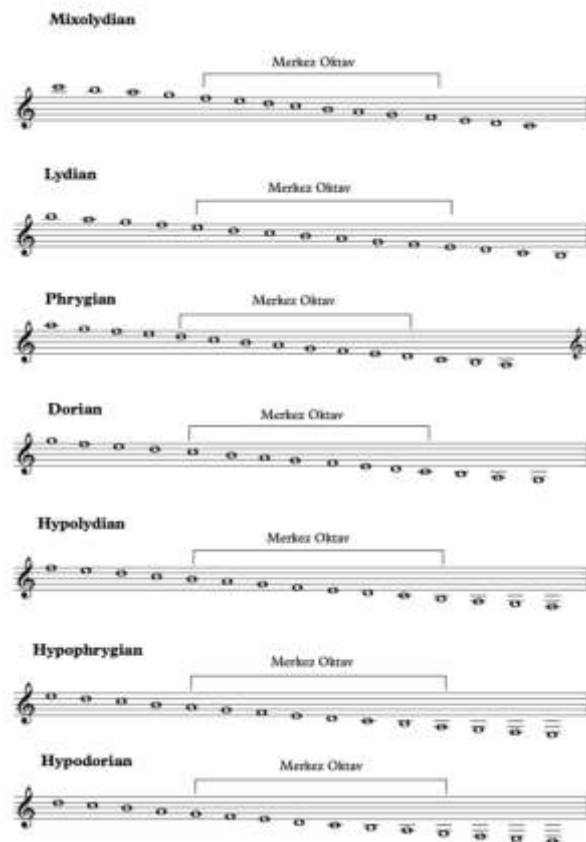 Mixolydian
Merkez Oktav
Lydian
Merkez Oktav
Phrygian
Merkez Oktav
Dorian
Merkez Oktav
Hypolydian
Merkez Oktav
Hypophrygian
Merkez Oktav
Hypodorian
Merkez Oktav